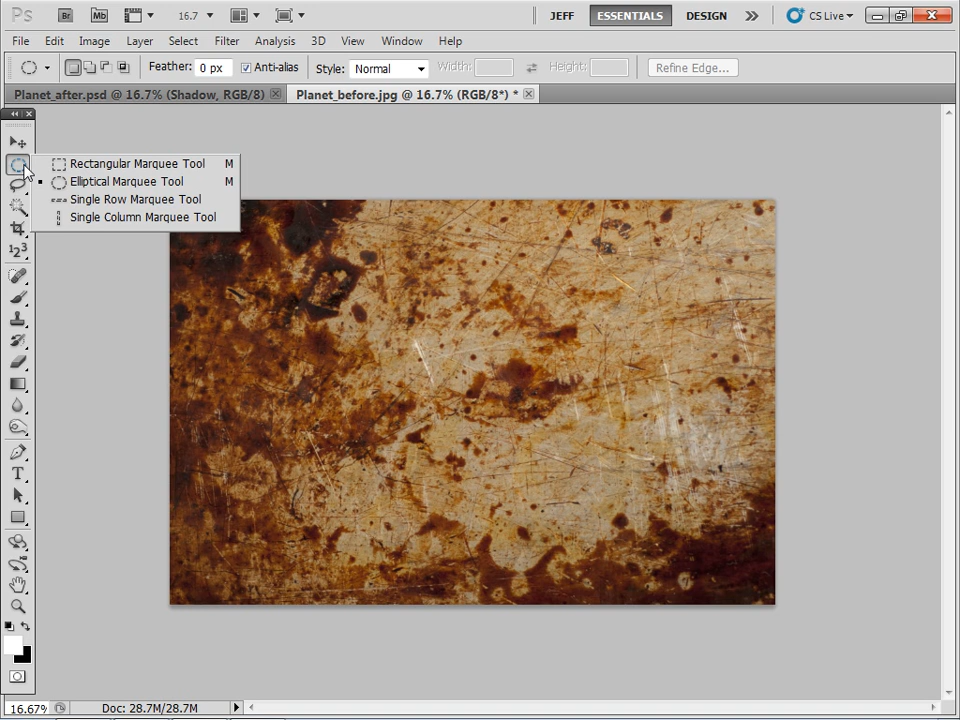 Ps Br Mb 16.7 JEFF ESSENTIALS DESIGN CS Live
File Edit Image Layer Select Filter Analysis 3D View Window Help
Feather: 0 px Anti-alias Style: Normal Width: Height: Refine Edge...
Planet_after.psd @ 16.7% (Shadow, RGB/8) Planet_before.jpg @ 16.7% (RGB/8*) *
Rectangular Marquee Tool M
Elliptical Marquee Tool M
Single Row Marquee Tool
Single Column Marquee Tool
16.67% Doc: 28.7M/28.7M